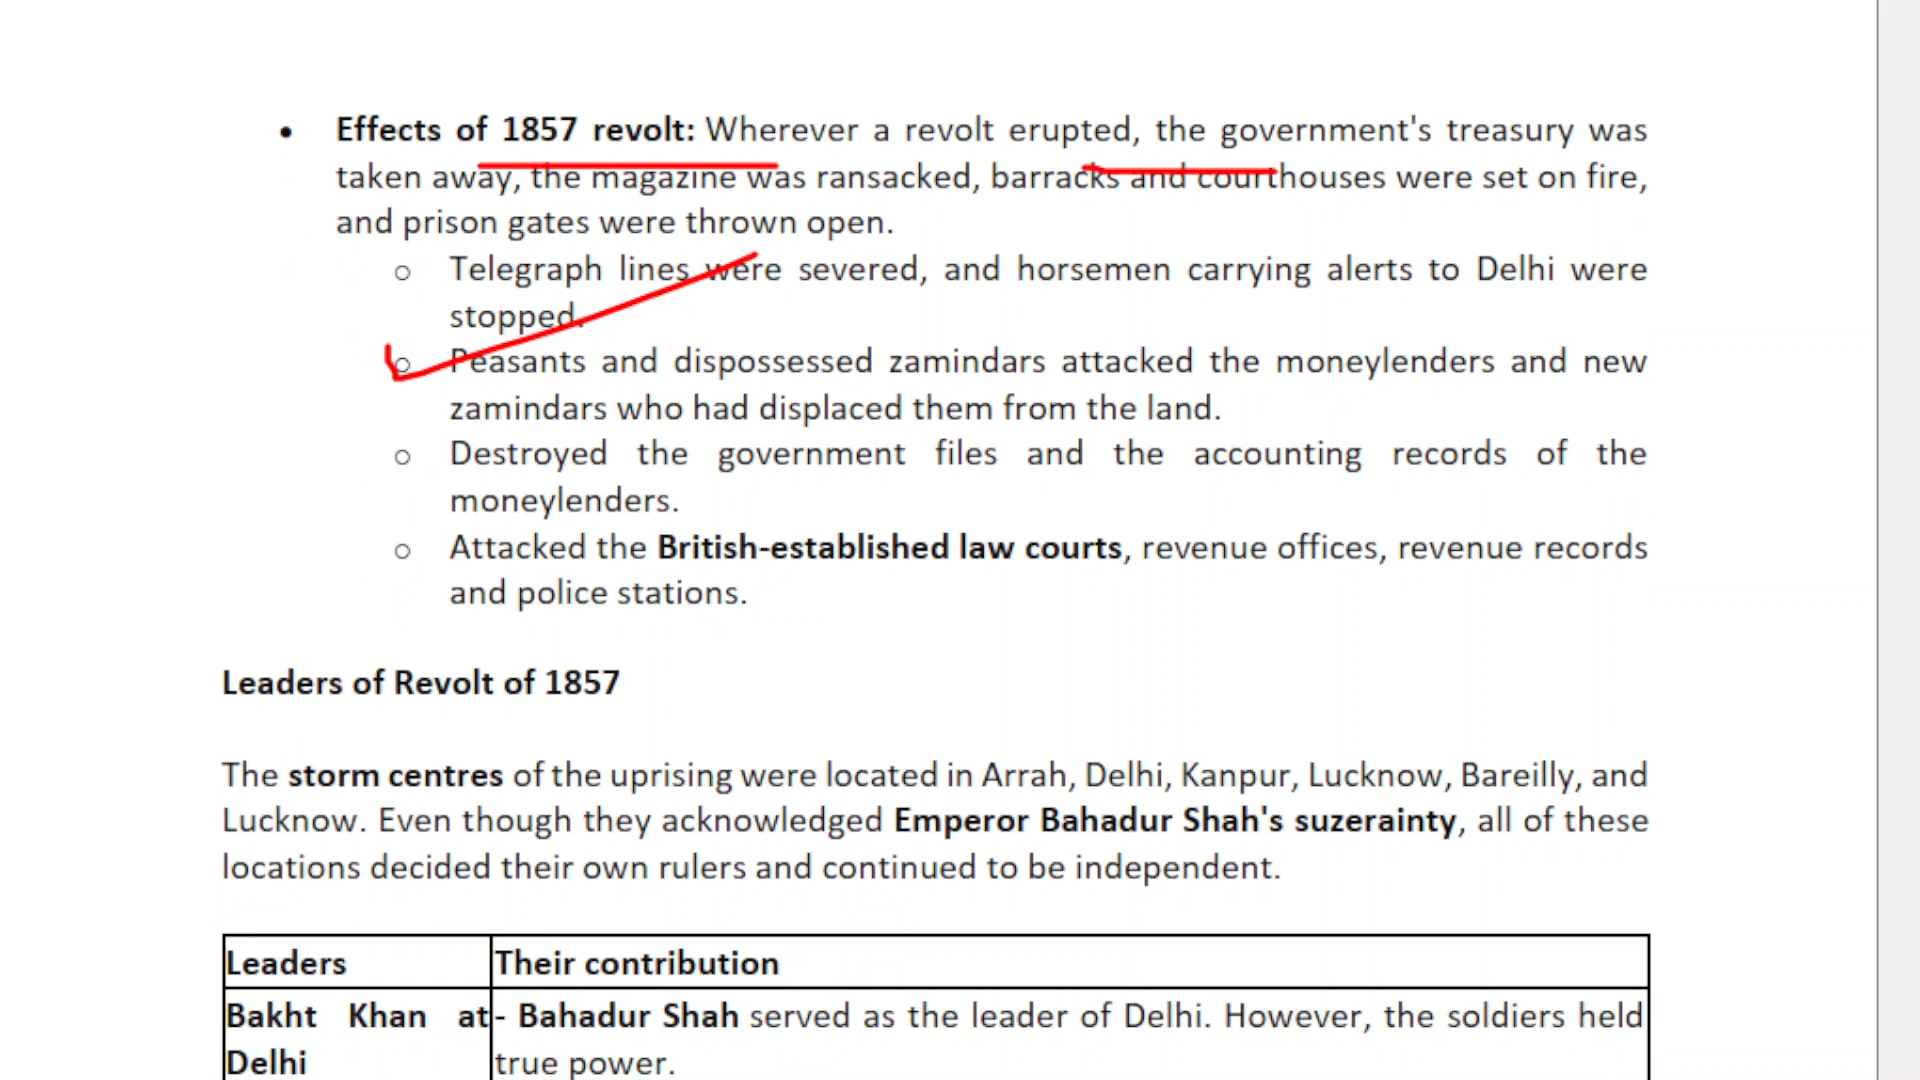 • Effects of 1857 revolt: Wherever a revolt erupted, the government's treasury was
taken away, the magazine was ransacked, barracks and courthouses were set on fire,
and prison gates were thrown open.
o Telegraph lines were severed, and horsemen carrying alerts to Delhi were
stopped.
o Peasants and dispossessed zamindars attacked the moneylenders and new
zamindars who had displaced them from the land.
o Destroyed the government files and the accounting records of the
moneylenders.
o Attacked the British-established law courts, revenue offices, revenue records
and police stations.
Leaders of Revolt of 1857
The storm centres of the uprising were located in Arrah, Delhi, Kanpur, Lucknow, Bareilly, and
Lucknow. Even though they acknowledged Emperor Bahadur Shah's suzerainty, all of these
locations decided their own rulers and continued to be independent.
Leaders Their contribution
Bakht Khan at - Bahadur Shah served as the leader of Delhi. However, the soldiers held
Delhi true power.